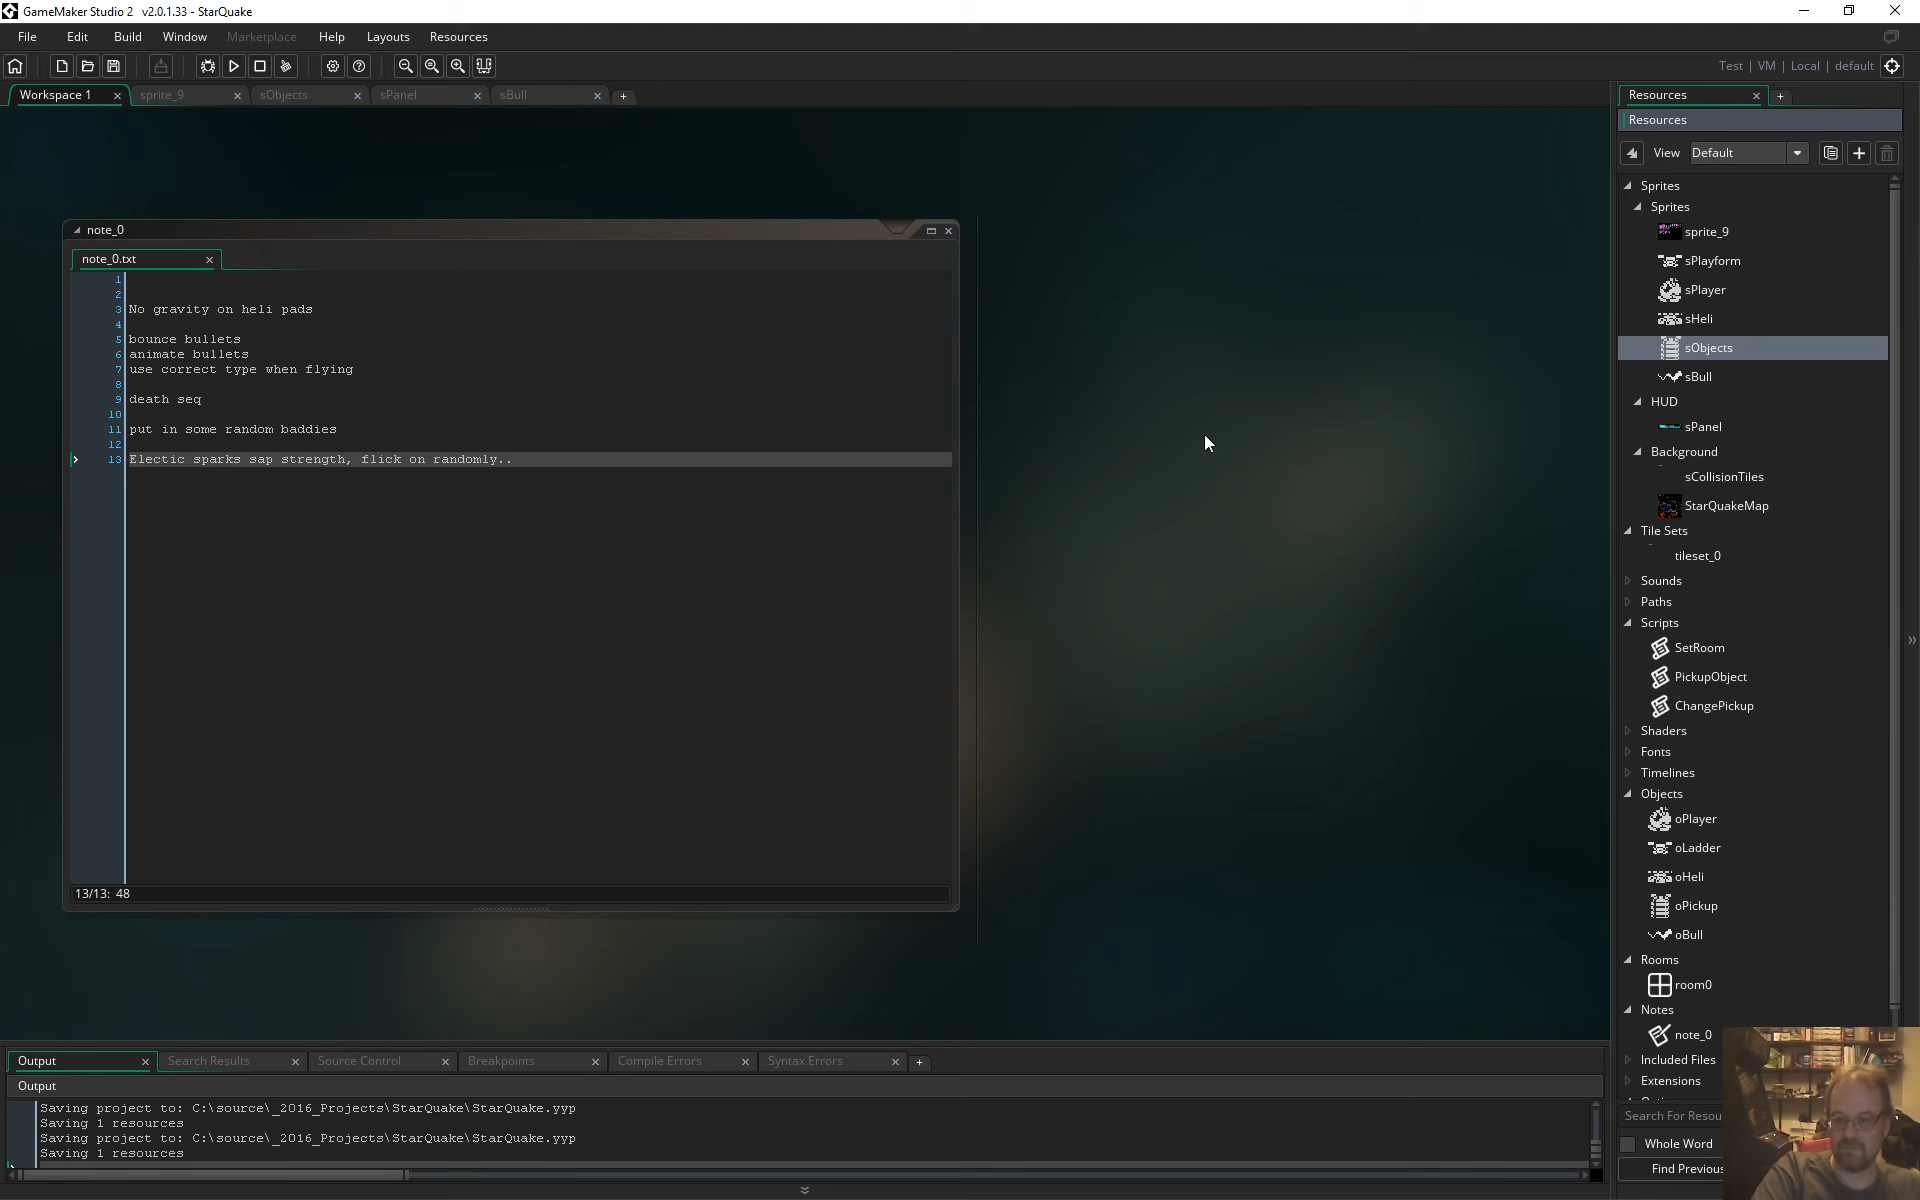 GameMaker Studio 2 v2.0.1.33 - StarQuake
File Edit Build Window Marketplace Help Layouts Resources
Test | VM | Local | default
Workspace 1 sprite_9 sObjects sPanel sBull
note_0
note_0.txt
1
2
3 No gravity on heli pads
4
5 bounce bullets
6 animate bullets
7 use correct type when flying
8
9 death seq
10
11 put in some random baddies
12
13 Electic sparks sap strength, flick on randomly..
13/13: 48
Output Search Results Source Control Breakpoints Compile Errors Syntax Errors
Output
Saving project to: C:\source\_2016_Projects\StarQuake\StarQuake.yyp
Saving 1 resources
Saving project to: C:\source\_2016_Projects\StarQuake\StarQuake.yyp
Saving 1 resources
Resources
Resources
View Default
Sprites
Sprites
sprite_9
sPlayform
sPlayer
sHeli
sObjects
sBull
HUD
sPanel
Background
sCollisionTiles
StarQuakeMap
Tile Sets
tileset_0
Sounds
Paths
Scripts
SetRoom
PickupObject
ChangePickup
Shaders
Fonts
Timelines
Objects
oPlayer
oLadder
oHeli
oPickup
oBull
Rooms
room0
Notes
note_0
Included Files
Extensions
Search For Resou
Whole Word
Find Previous